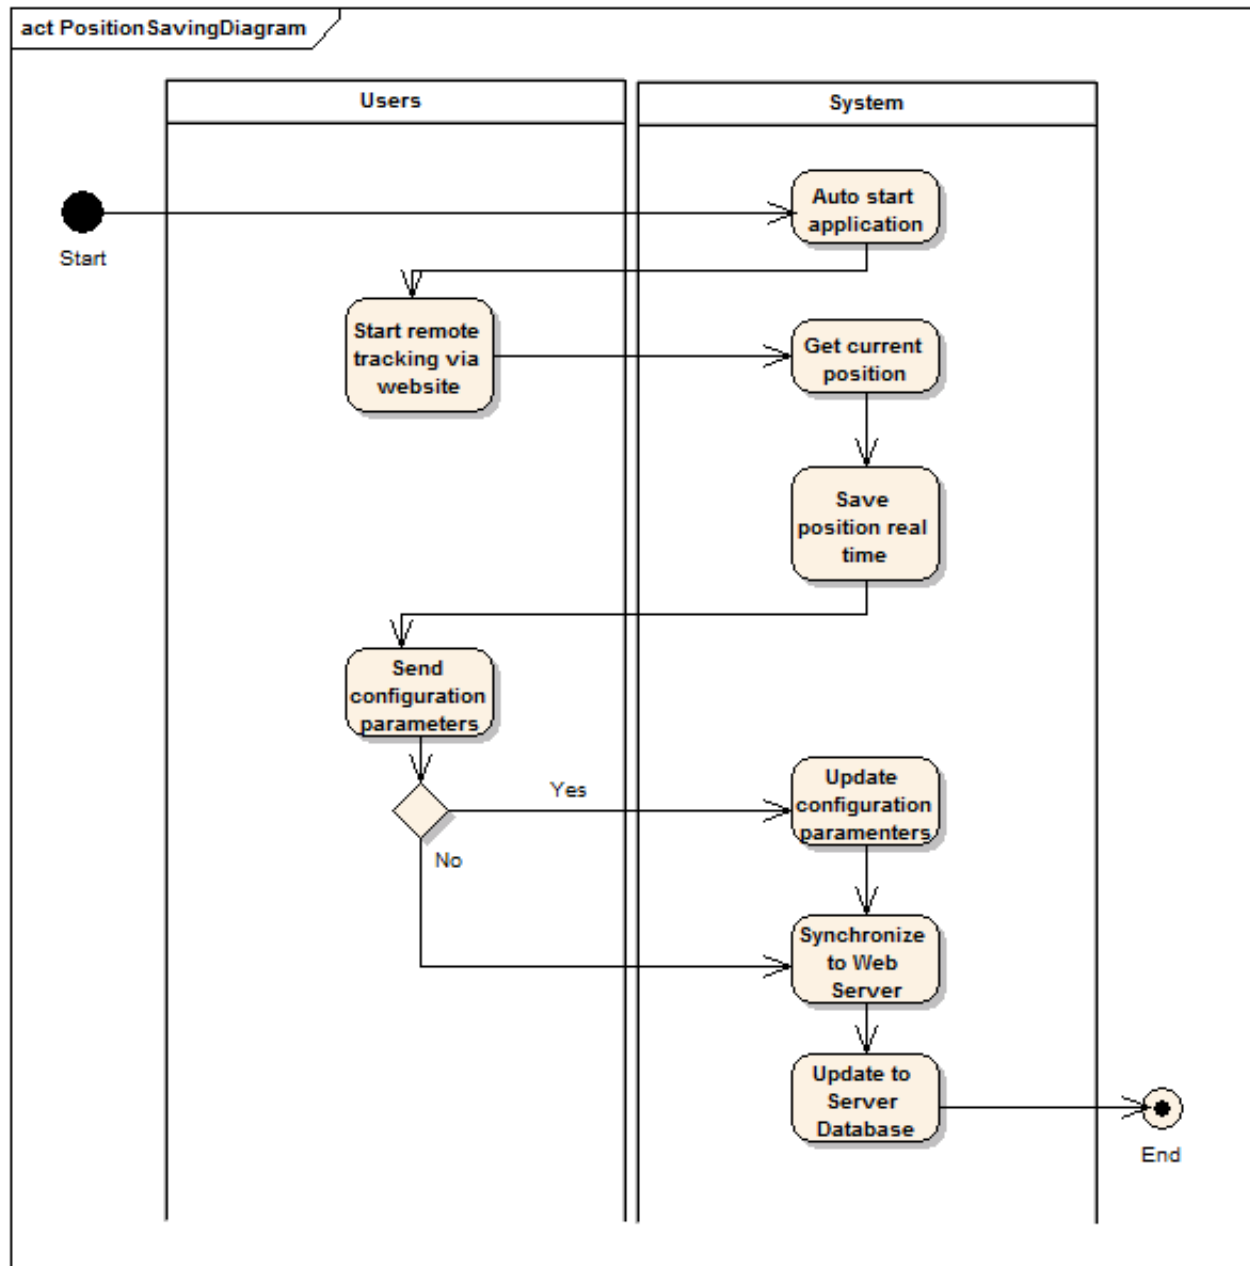 act PositionSavingDiagram
Users
System
Auto start
application
Start
Start remote
tracking via
website
Get current
position
Save
position real
time
Send
configuration
parameters
Yes
Update
configuration
paramenters
No
Synchronize
to Web
Server
Update to
Server
Database
End